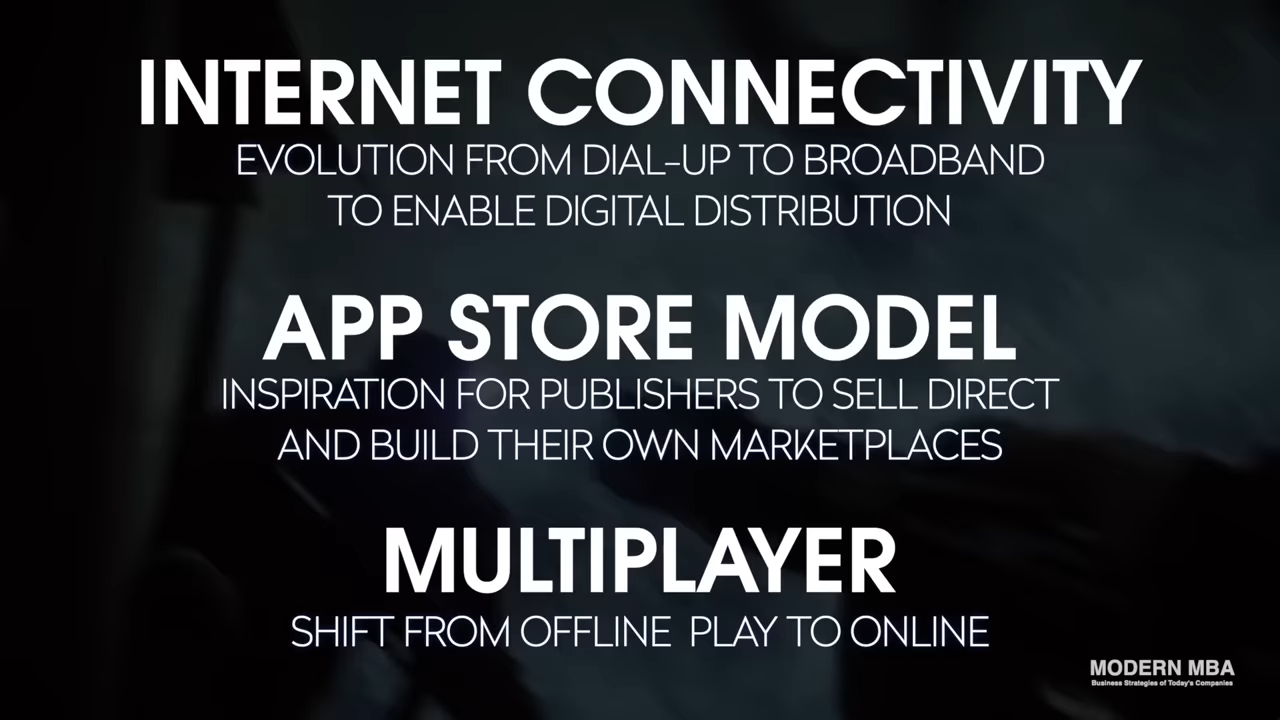 INTERNET CONNECTIVITY
EVOLUTION FROM DIAL-UP TO BROADBAND
TO ENABLE DIGITAL DISTRIBUTION
APP STORE MODEL
INSPIRATION FOR PUBLISHERS TO SELL DIRECT
AND BUILD THEIR OWN MARKETPLACES
MULTIPLAYER
SHIFT FROM OFFLINE PLAY TO ONLINE
MODERN MBA
Business Strategies of Today's Companies